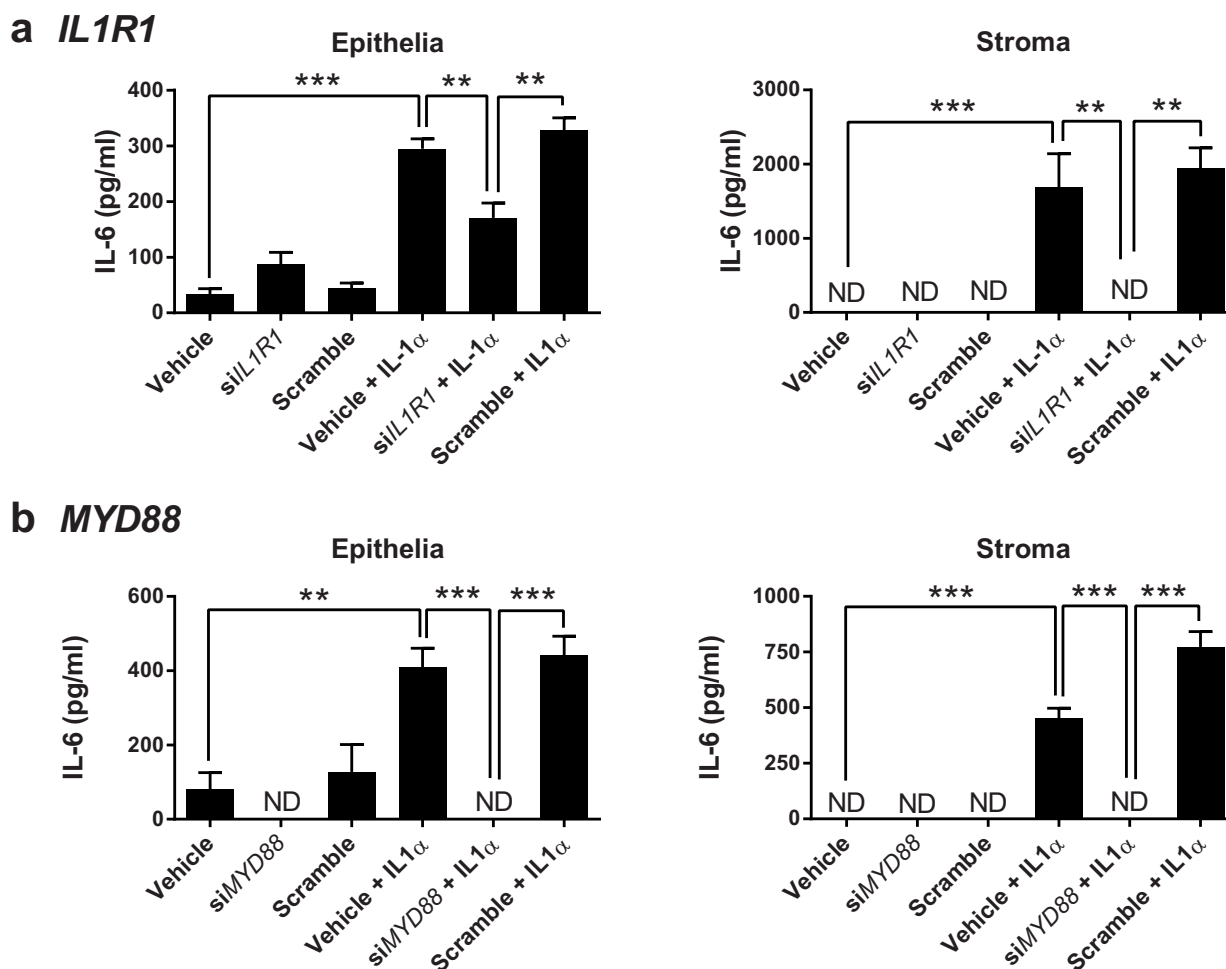 a IL1R1
Epithelia
IL-6 (pg/ml)
400
300
200
100
0
*** ** **
Vehicle
siIL1R1
Scramble
Vehicle + IL-1α
siIL1R1 + IL-1α
Scramble + IL1α
Stroma
IL-6 (pg/ml)
3000
2000
1000
0
*** ** **
ND ND ND ND
Vehicle
siIL1R1
Scramble
Vehicle + IL-1α
siIL1R1 + IL-1α
Scramble + IL1α
b MYD88
Epithelia
IL-6 (pg/ml)
600
400
200
0
** *** ***
ND ND
Vehicle
siMYD88
Scramble
Vehicle + IL1α
siMYD88 + IL1α
Scramble + IL1α
Stroma
IL-6 (pg/ml)
1000
750
500
250
0
*** *** ***
ND ND ND ND
Vehicle
siMYD88
Scramble
Vehicle + IL1α
siMYD88 + IL1α
Scramble + IL1α